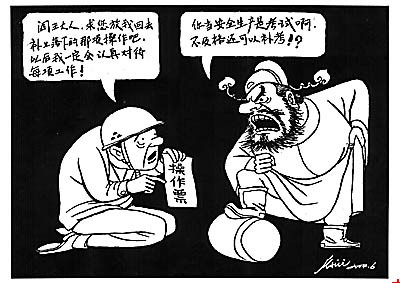 阎王大人，求您放我回去
补上落下的那项操作吧，
以后我一定会认真对待
每项工作！
你当安全生产是考试啊，
不及格还可以补考！？
操作票